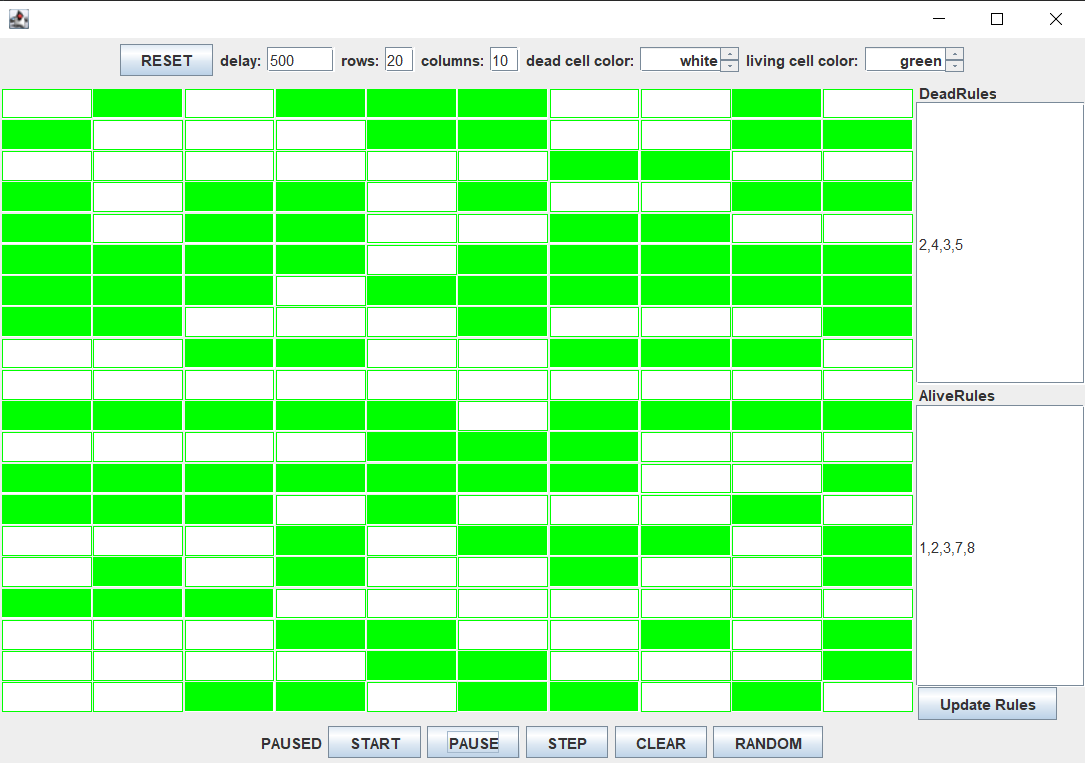 RESET delay: 500 rows: 20 columns: 10 dead cell color: white living cell color: green
DeadRules
2,4,3,5
AliveRules
1,2,3,7,8
Update Rules
PAUSED START PAUSE STEP CLEAR RANDOM